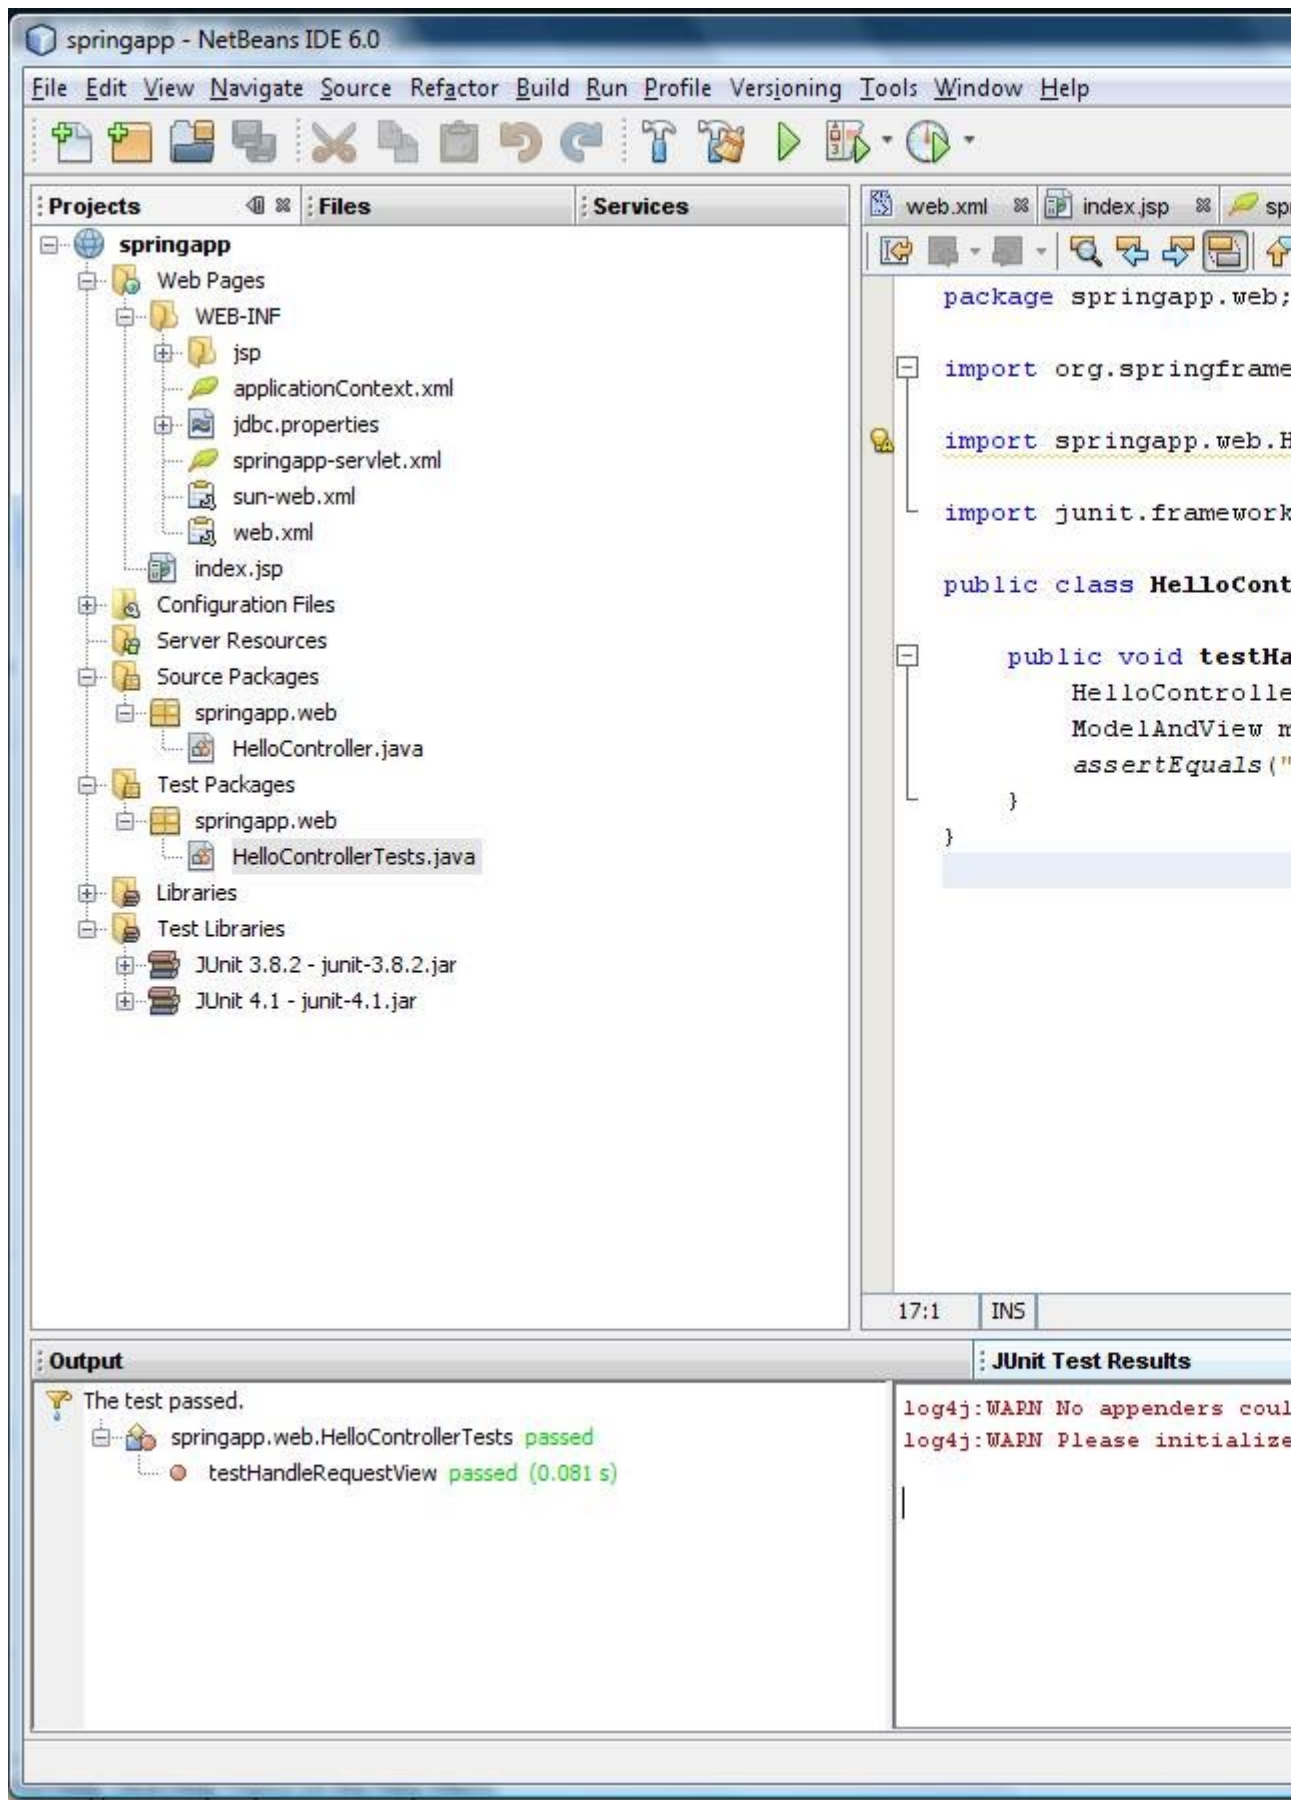 springapp - NetBeans IDE 6.0
File Edit View Navigate Source Refactor Build Run Profile Versioning Tools Window Help
Projects Files Services
web.xml index.jsp
springapp
Web Pages
WEB-INF
jsp
applicationContext.xml
jdbc.properties
springapp-servlet.xml
sun-web.xml
web.xml
index.jsp
Configuration Files
Server Resources
Source Packages
springapp.web
HelloController.java
Test Packages
springapp.web
HelloControllerTests.java
Libraries
Test Libraries
JUnit 3.8.2 - junit-3.8.2.jar
JUnit 4.1 - junit-4.1.jar
package springapp.web;
import org.springframe
import springapp.web.H
import junit.framework
public class HelloCont
public void testHa
HelloControlle
ModelAndView m
assertEquals("
}
}
17:1 INS
Output
JUnit Test Results
The test passed.
springapp.web.HelloControllerTests passed
testHandleRequestView passed (0.081 s)
log4j:WARN No appenders coul
log4j:WARN Please initialize